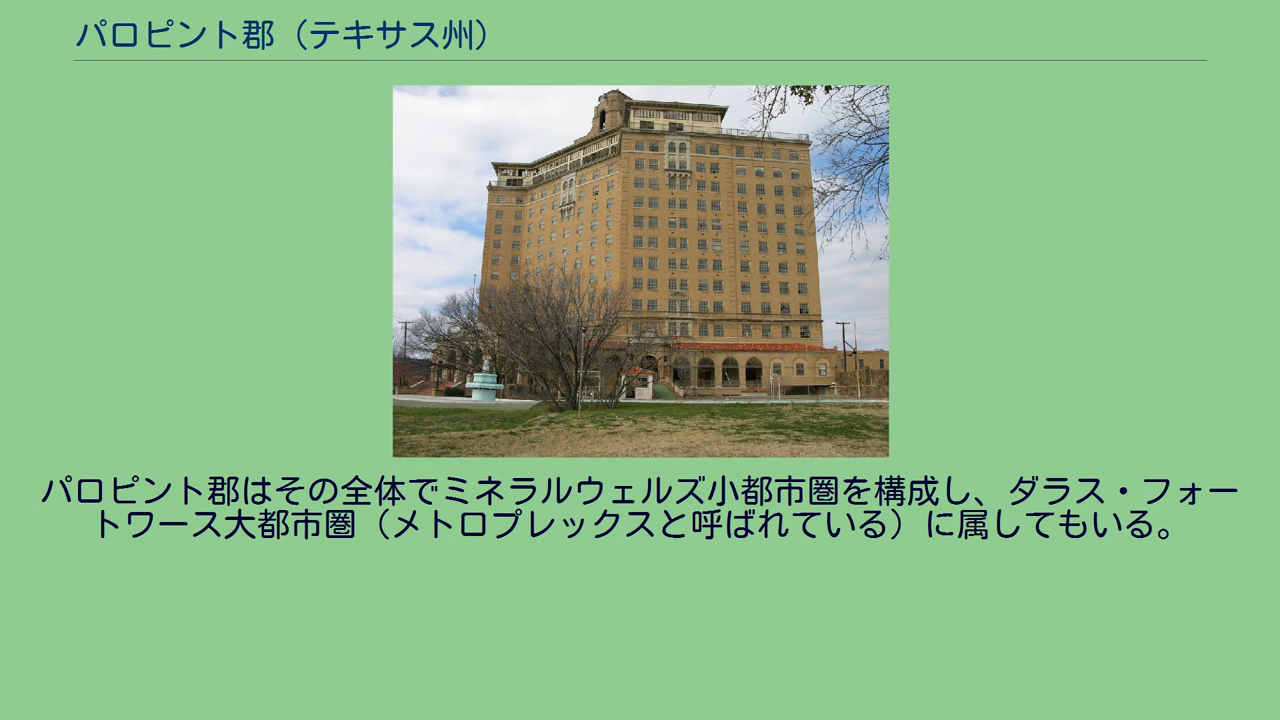 パロピント郡（テキサス州）
パロピント郡はその全体でミネラルウェルズ小都市圏を構成し、ダラス・フォー
トワース大都市圏（メトロプレックスと呼ばれている）に属してもいる。